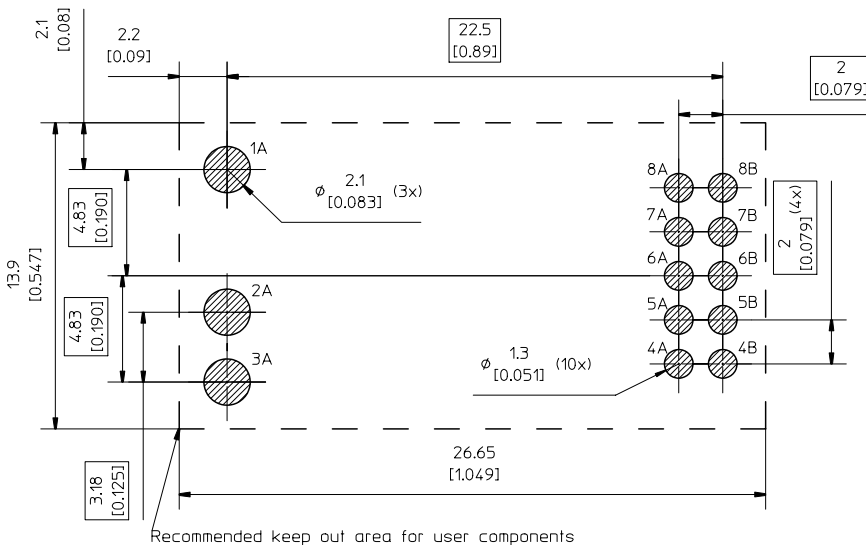 2.1
[0.08]
2.2
[0.09]
22.5
[0.89]
2
[0.079]
1A
8A
8B
ø 2.1 (3x)
[0.083]
4.83
[0.190]
7A
7B
2 (4x)
[0.079]
6A
6B
13.9
[0.547]
2A
4.83
[0.190]
5A
5B
3A
4A
4B
ø 1.3 (10x)
[0.051]
3.18
[0.125]
26.65
[1.049]
Recommended keep out area for user components